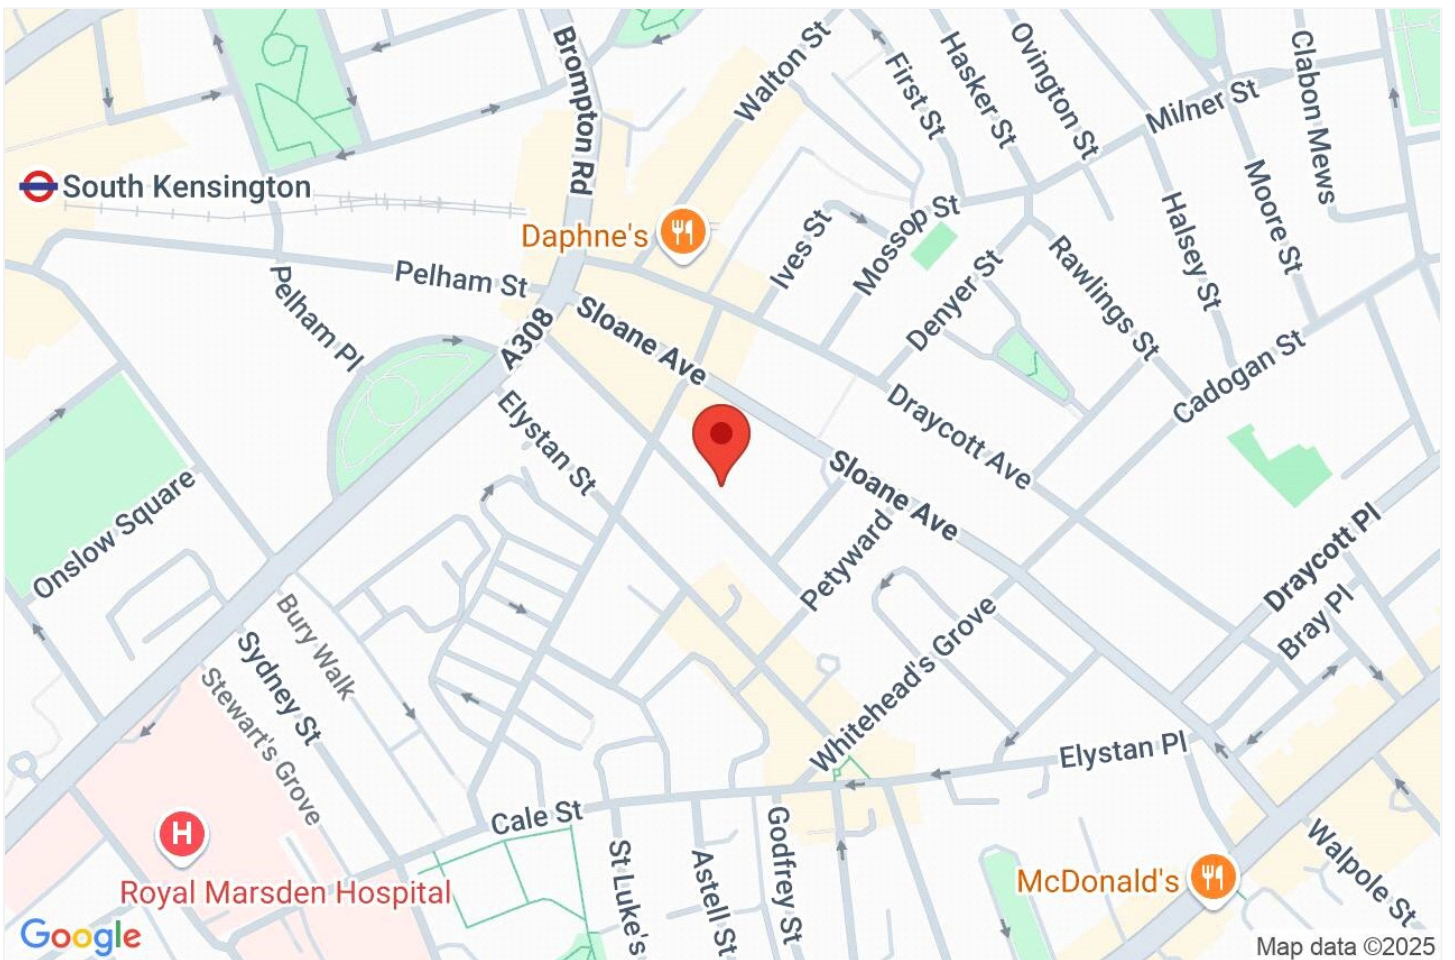 Brompton Rd
Walton St
First St
Hasker St
Ovington St
Milner St
Clabon Mews
South Kensington
Daphne's
Ives St
Mossop St
Moore St
Halsey St
Pelham St
Pelham Pl
A308
Sloane Ave
Denyer St
Rawlings St
Cadogan St
Elystan St
Draycott Ave
Sloane Ave
Onslow Square
Petyward
Draycott Pl
Bray Pl
Bury Walk
Sydney St
Stewart's Grove
Whitehead's Grove
Elystan Pl
Cale St
H
Royal Marsden Hospital
St Luke's
Astell St
Godfrey St
McDonald's
Walpole St
Google
Map data ©2025